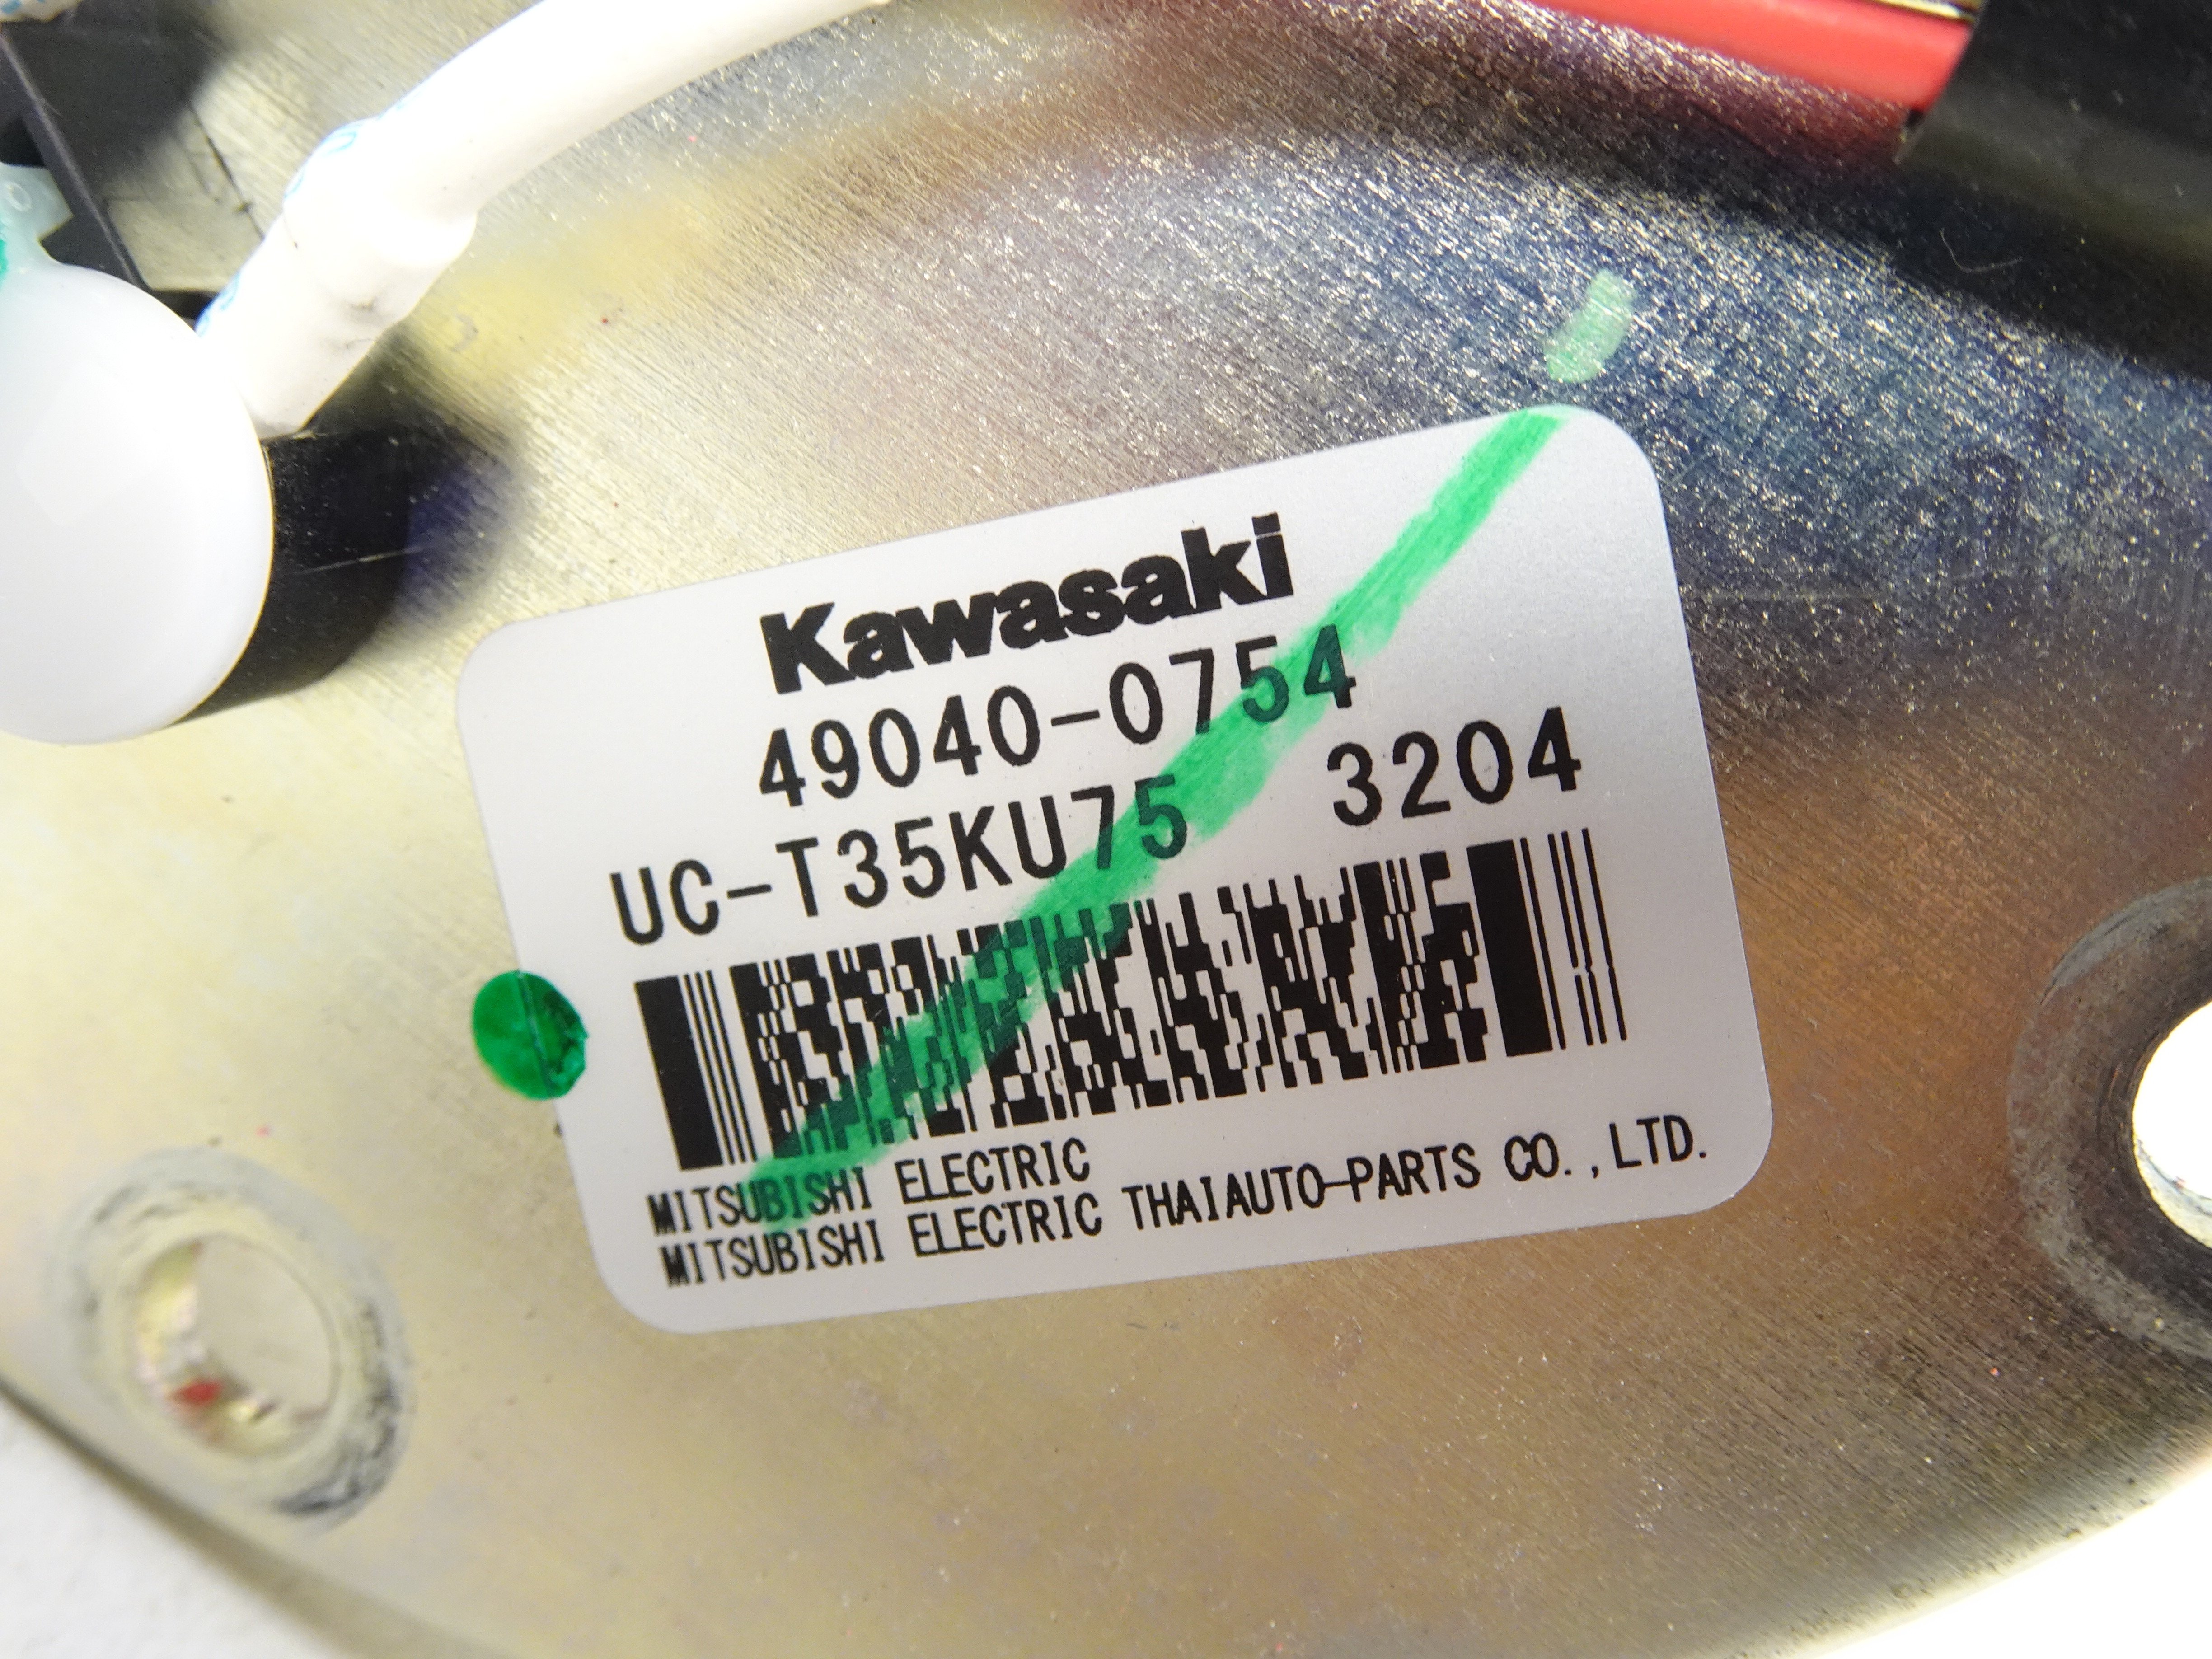 Kawasaki
49040-0754
UC-T35KU75 3204
MITSUBISHI ELECTRIC
MITSUBISHI ELECTRIC THAIAUTO-PARTS CO.,LTD.